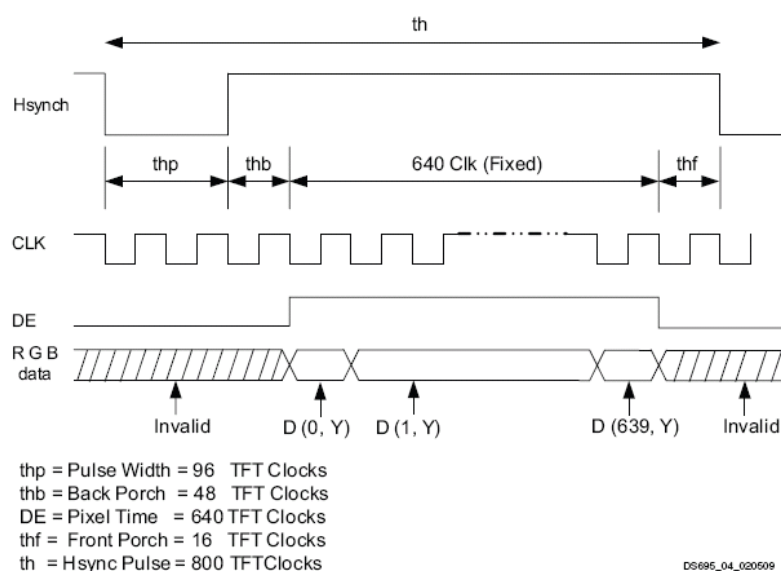 th
Hsynch
thp
thb
640 Clk (Fixed)
thf
CLK
DE
R G B
data
Invalid
D (0, Y)
D (1, Y)
D (639, Y)
Invalid
thp = Pulse Width = 96 TFT Clocks
thb = Back Porch = 48 TFT Clocks
DE = Pixel Time = 640 TFT Clocks
thf = Front Porch = 16 TFT Clocks
th = Hsync Pulse = 800 TFTClocks
DS695_04_020509